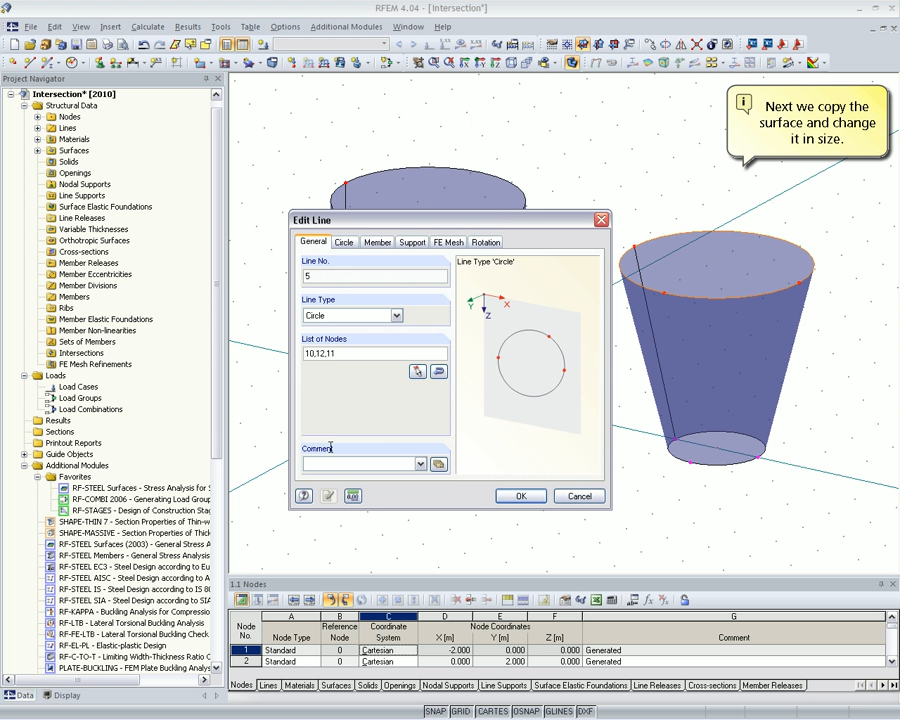 RFEM 4.04 - [Intersection*]
File Edit View Insert Calculate Results Tools Table Options Additional Modules Window Help
Project Navigator
Intersection* [2010]
Structural Data
Nodes
Lines
Materials
Surfaces
Solids
Openings
Nodal Supports
Line Supports
Surface Elastic Foundations
Line Releases
Variable Thicknesses
Orthotropic Surfaces
Cross-sections
Member Releases
Member Eccentricities
Member Divisions
Members
Ribs
Member Elastic Foundations
Member Non-linearities
Sets of Members
Intersections
FE Mesh Refinements
Loads
Load Cases
Load Groups
Load Combinations
Results
Sections
Printout Reports
Guide Objects
Additional Modules
Favorites
RF-STEEL Surfaces - Stress Analysis for S
RF-COMBI 2006 - Generating Load Group
RF-STAGES - Design of Construction Sta
SHAPE-THIN 7 - Section Properties of Thin-w
SHAPE-MASSIVE - Section Properties of Thick
RF-STEEL Surfaces (2003) - General Stress A
RF-STEEL Members - General Stress Analysis
RF-STEEL EC3 - Steel Design according to Eu
RF-STEEL AISC - Steel Design according to A
RF-STEEL IS - Steel Design according to IS 80
RF-STEEL SIA - Steel Design according to SIA
RF-KAPPA - Buckling Analysis for Compressio
RF-LTB - Lateral Torsional Buckling Analysis
RF-FE-LTB - Lateral Torsional Buckling Check
RF-EL-PL - Elastic-plastic Design
RF-C-TO-T - Limiting Width-Thickness Ratio C
PLATE-BUCKLING - FEM Plate Buckling Analys
Data Display
Next we copy the
surface and change
it in size.
Edit Line
General Circle Member Support FE Mesh Rotation
Line No.
5
Line Type
Circle
List of Nodes
10,12,11
Comment
Line Type 'Circle'
Y X
Z
OK Cancel
1.1 Nodes
A B C D E F G
Node Reference Coordinate Node Coordinates
No. Node Type Node System X [m] Y [m] Z [m] Comment
1 Standard 0 Cartesian -2.000 0.000 0.000 Generated
2 Standard 0 Cartesian 0.000 2.000 0.000 Generated
Nodes Lines Materials Surfaces Solids Openings Nodal Supports Line Supports Surface Elastic Foundations Line Releases Cross-sections Member Releases
SNAP GRID CARTES OSNAP GLINES DXF